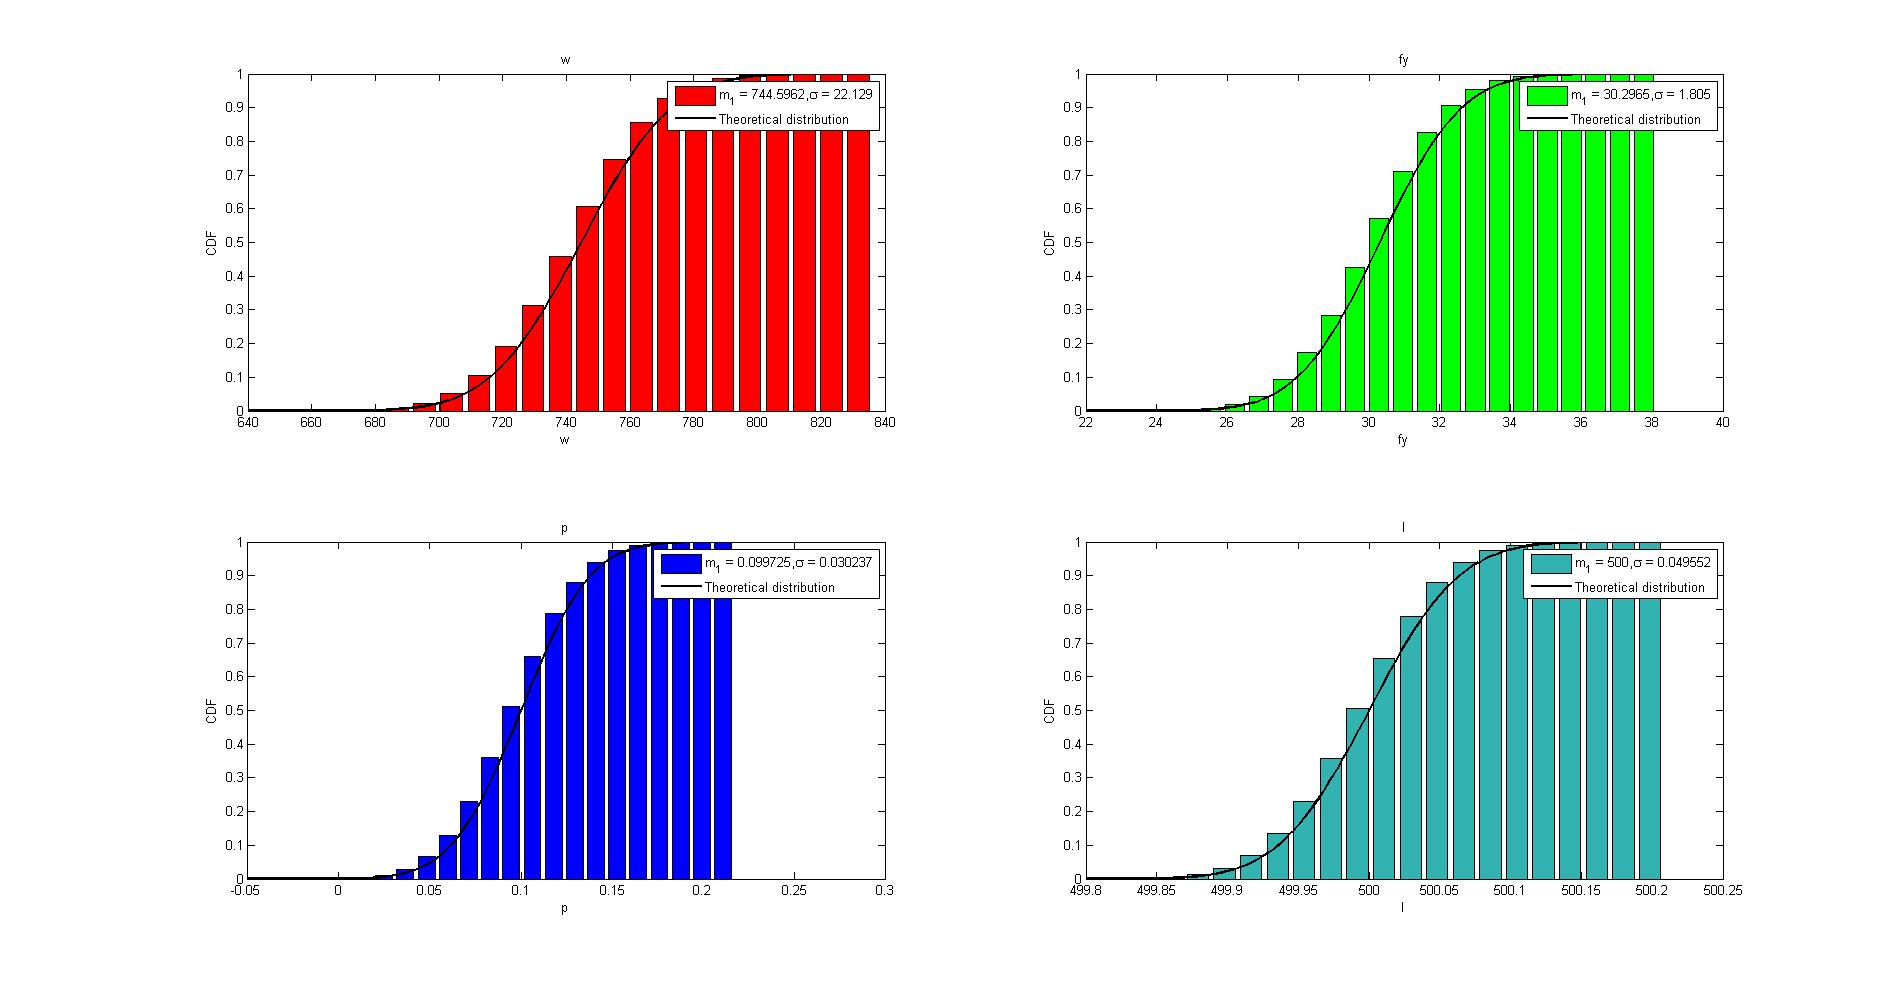 w
1
0.9
0.8
0.7
0.6
0.5
0.4
0.3
0.2
0.1
0
CDF
m1 = 744.5962,σ = 22.129
Theoretical distribution
640 660 680 700 720 740 760 780 800 820 840
w
fy
1
0.9
0.8
0.7
0.6
0.5
0.4
0.3
0.2
0.1
0
CDF
m1 = 30.2965,σ = 1.805
Theoretical distribution
22 24 26 28 30 32 34 36 38 40
fy
p
1
0.9
0.8
0.7
0.6
0.5
0.4
0.3
0.2
0.1
0
CDF
m1 = 0.099725,σ = 0.030237
Theoretical distribution
-0.05 0 0.05 0.1 0.15 0.2 0.25 0.3
p
l
1
0.9
0.8
0.7
0.6
0.5
0.4
0.3
0.2
0.1
0
CDF
m1 = 500,σ = 0.049552
Theoretical distribution
499.8 499.85 499.9 499.95 500 500.05 500.1 500.15 500.2 500.25
l